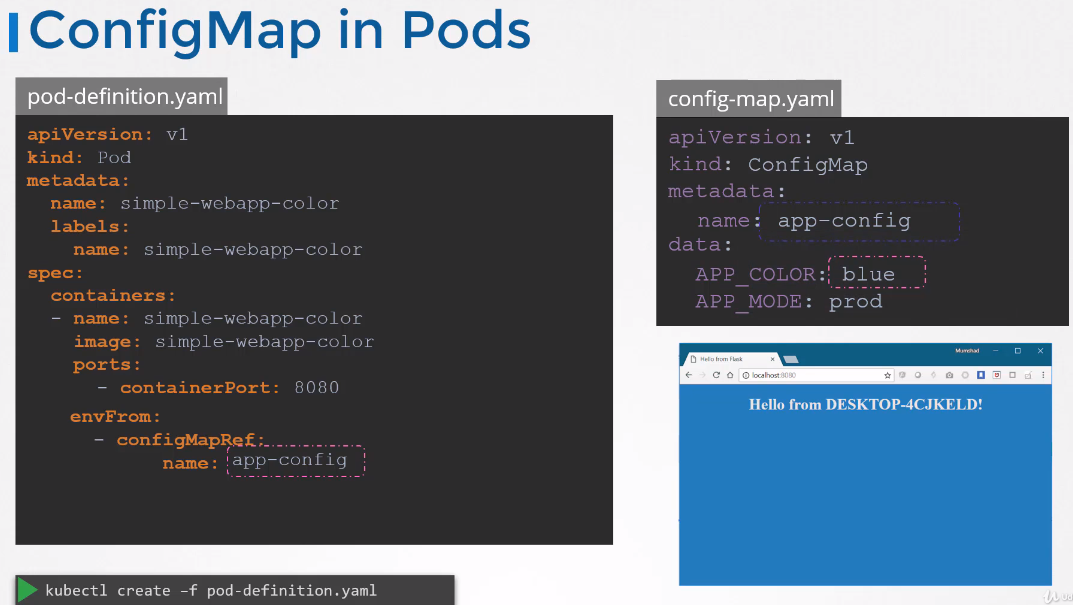 ConfigMap in Pods
pod-definition.yaml
apiVersion: v1
kind: Pod
metadata:
  name: simple-webapp-color
  labels:
    name: simple-webapp-color
spec:
  containers:
  - name: simple-webapp-color
    image: simple-webapp-color
    ports:
      - containerPort: 8080
    envFrom:
      - configMapRef:
            name: app-config
kubectl create –f pod-definition.yaml
config-map.yaml
apiVersion: v1
kind: ConfigMap
metadata:
  name: app-config
data:
  APP_COLOR: blue
  APP_MODE: prod
Mumshad
Hello from Flask
localhost:8080
Hello from DESKTOP-4CJKELD!